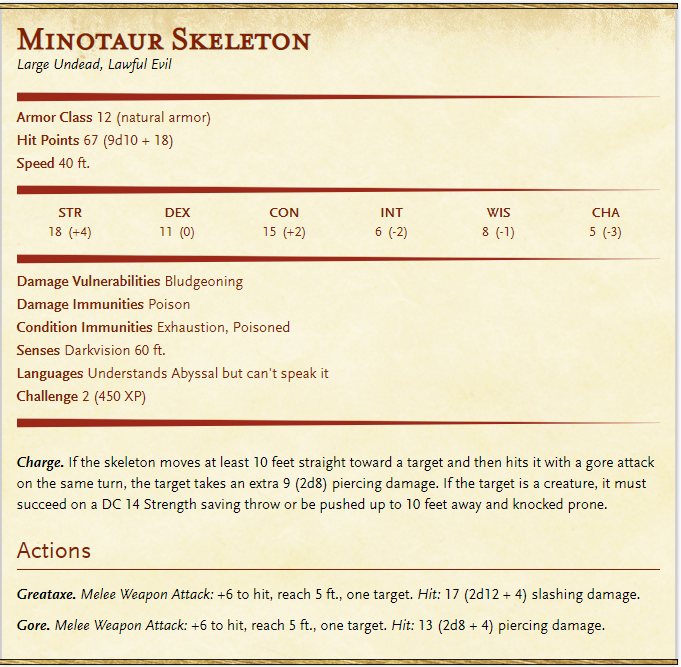 Minotaur Skeleton
Large Undead, Lawful Evil
Armor Class 12 (natural armor)
Hit Points 67 (9d10 + 18)
Speed 40 ft.
STR DEX CON INT WIS CHA
18 (+4) 11 (0) 15 (+2) 6 (-2) 8 (-1) 5 (-3)
Damage Vulnerabilities Bludgeoning
Damage Immunities Poison
Condition Immunities Exhaustion, Poisoned
Senses Darkvision 60 ft.
Languages Understands Abyssal but can't speak it
Challenge 2 (450 XP)
Charge. If the skeleton moves at least 10 feet straight toward a target and then hits it with a gore attack
on the same turn, the target takes an extra 9 (2d8) piercing damage. If the target is a creature, it must
succeed on a DC 14 Strength saving throw or be pushed up to 10 feet away and knocked prone.
Actions
Greataxe. Melee Weapon Attack: +6 to hit, reach 5 ft., one target. Hit: 17 (2d12 + 4) slashing damage.
Gore. Melee Weapon Attack: +6 to hit, reach 5 ft., one target. Hit: 13 (2d8 + 4) piercing damage.